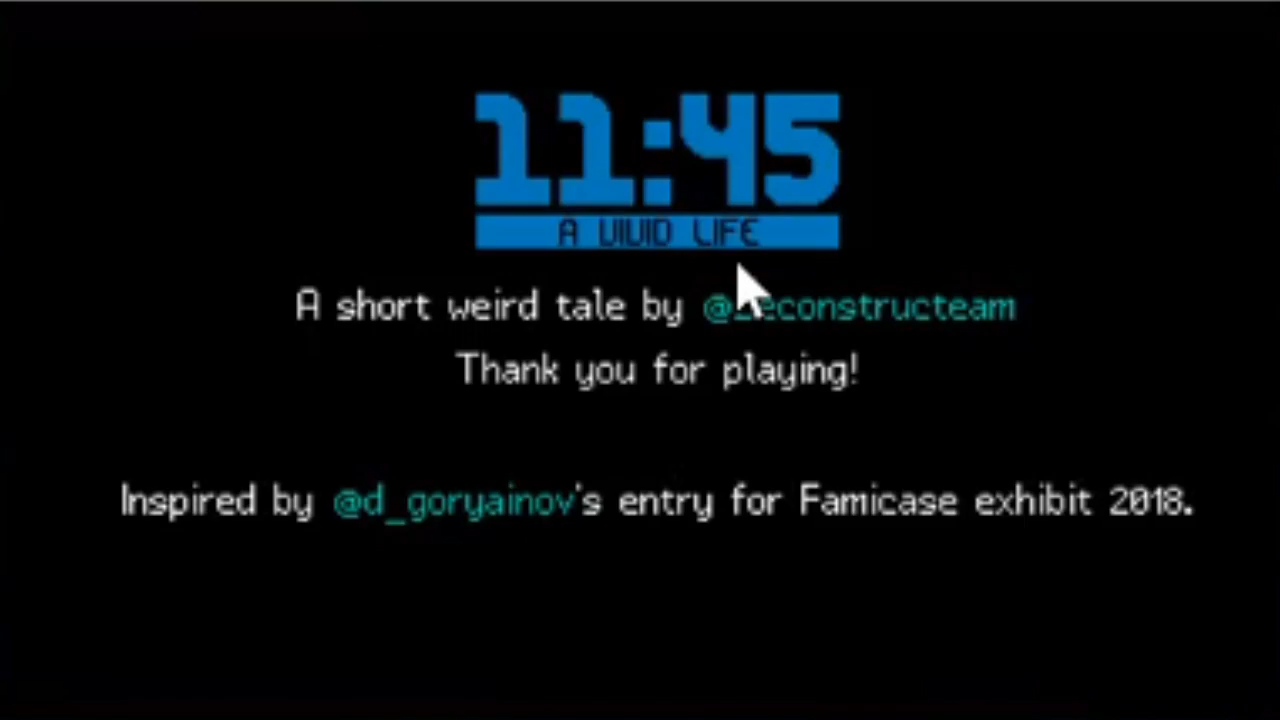 11:45
A VIVID LIFE
A short weird tale by @Deconstructeam
Thank you for playing!
Inspired by @d_goryainov's entry for Famicase exhibit 2018.